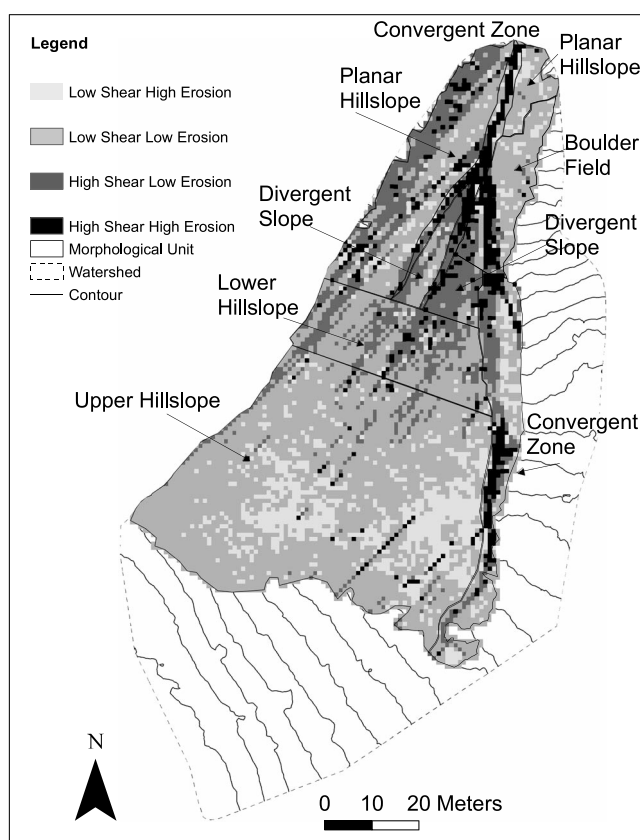 Convergent Zone
Legend
Planar
Hillslope
Low Shear High Erosion
Planar
Hillslope
Low Shear Low Erosion
Boulder
Field
High Shear Low Erosion
Divergent
Slope
Divergent
Slope
High Shear High Erosion
Morphological Unit
Watershed
Contour
Lower
Hillslope
Upper Hillslope
Convergent
Zone
N
0 10 20 Meters